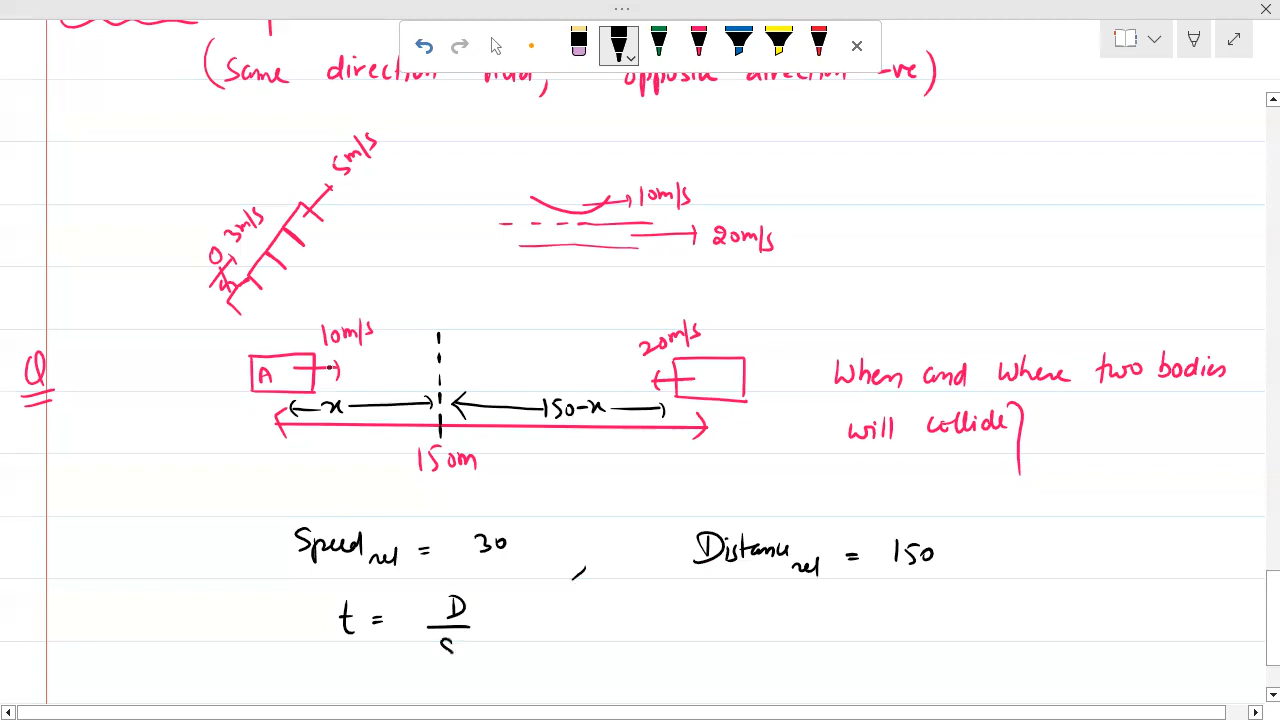 (same direction, opposite direction -ve)
5m/s
0 3m/s
10m/s
20m/s
Q
10m/s
20m/s
A
x
150-x
150m
When and where two bodies
will collide
Speed rel = 30 , Distance rel = 150
t = D
S